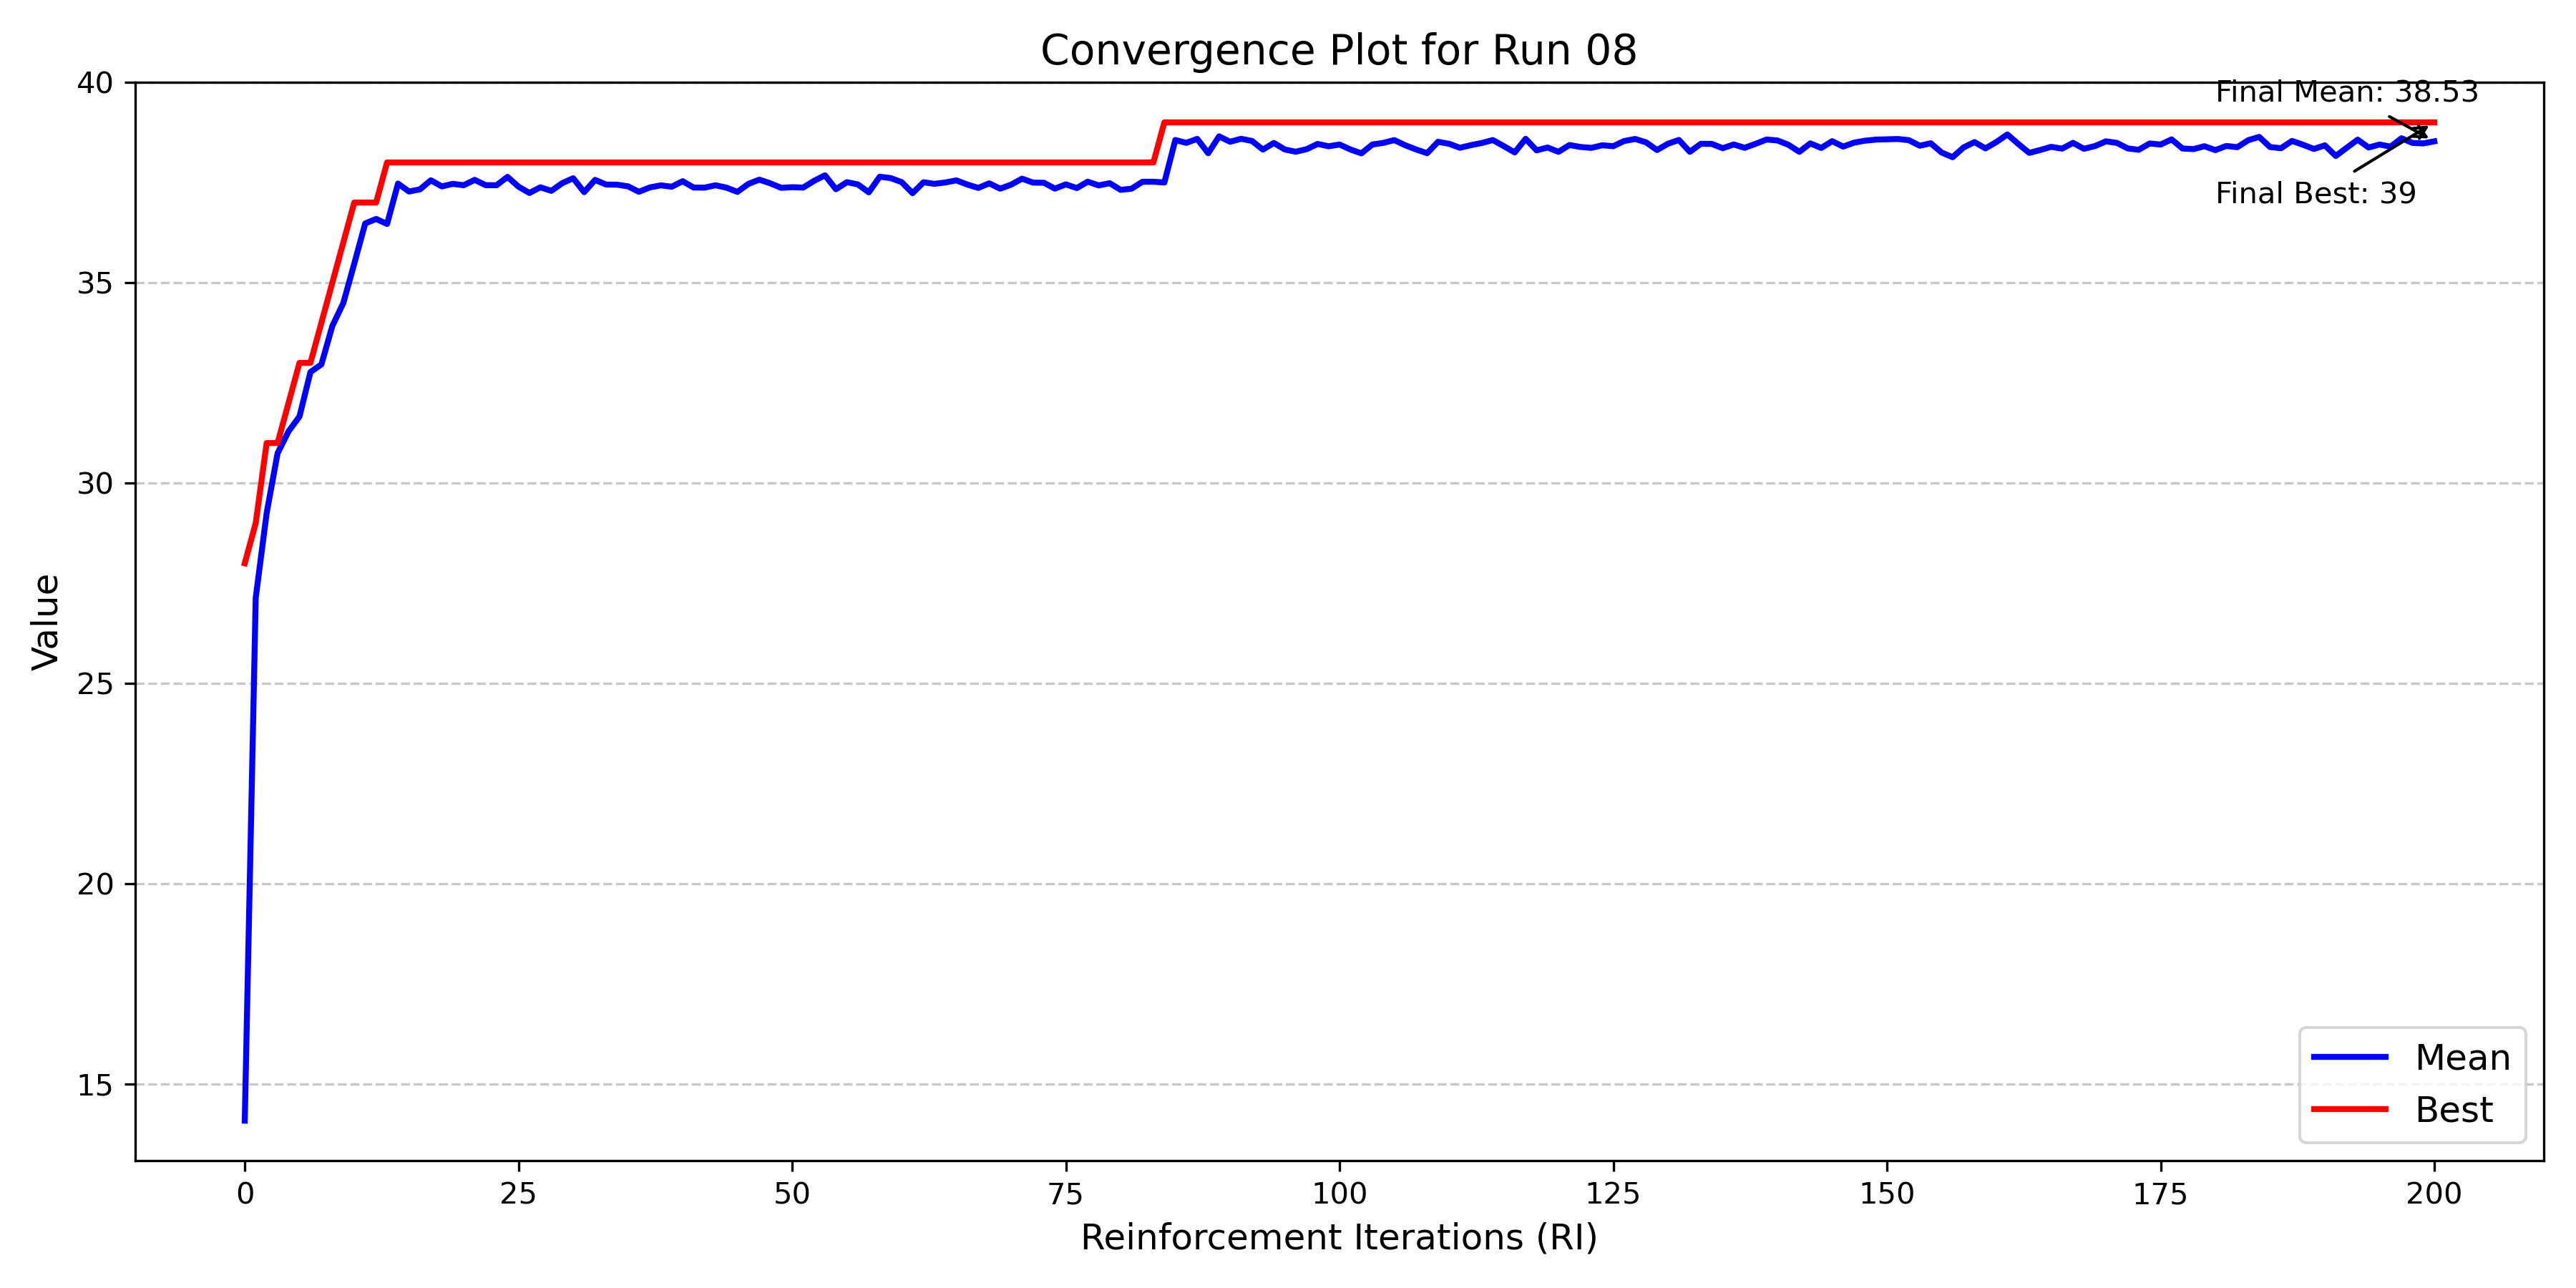 Convergence Plot for Run 08
Final Mean: 38.53
Final Best: 39
Value
40
35
30
25
20
15
0 25 50 75 100 125 150 175 200
Reinforcement Iterations (RI)
Mean
Best